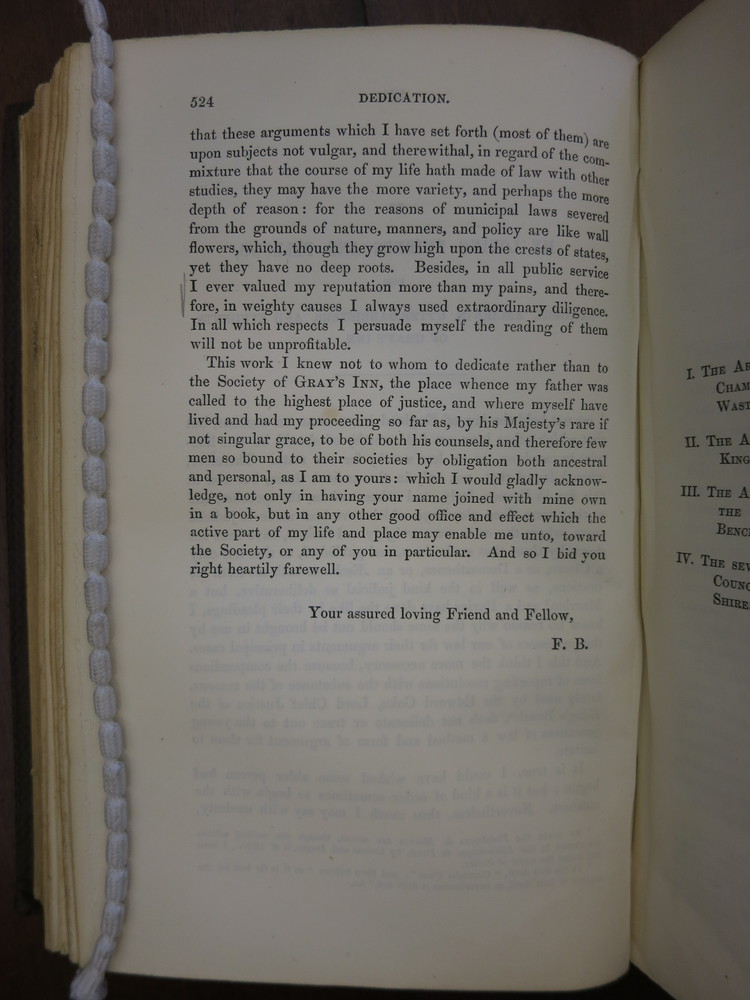 524
DEDICATION.
that these arguments which I have set forth (most of them) are
upon subjects not vulgar, and therewithal, in regard of the com-
mixture that the course of my life hath made of law with other
studies, they may have the more variety, and perhaps the more
depth of reason: for the reasons of municipal laws severed
from the grounds of nature, manners, and policy are like wall
flowers, which, though they grow high upon the crests of states,
yet they have no deep roots. Besides, in all public service
I ever valued my reputation more than my pains, and there-
fore, in weighty causes I always used extraordinary diligence.
In all which respects I persuade myself the reading of them
will not be unprofitable.
This work I knew not to whom to dedicate rather than to
the Society of GRAY'S INN, the place whence my father was
called to the highest place of justice, and where myself have
lived and had my proceeding so far as, by his Majesty's rare if
not singular grace, to be of both his counsels, and therefore few
men so bound to their societies by obligation both ancestral
and personal, as I am to yours: which I would gladly acknow-
ledge, not only in having your name joined with mine own
in a book, but in any other good office and effect which the
active part of my life and place may enable me unto, toward
the Society, or any of you in particular. And so I bid you
right heartily farewell.
Your assured loving Friend and Fellow,
F. B.
I. THE AR
CHAM
WAST
II. THE A
KING
III. THE A
THE
BENC
IV. THE SEV
COUNC
SHIRE